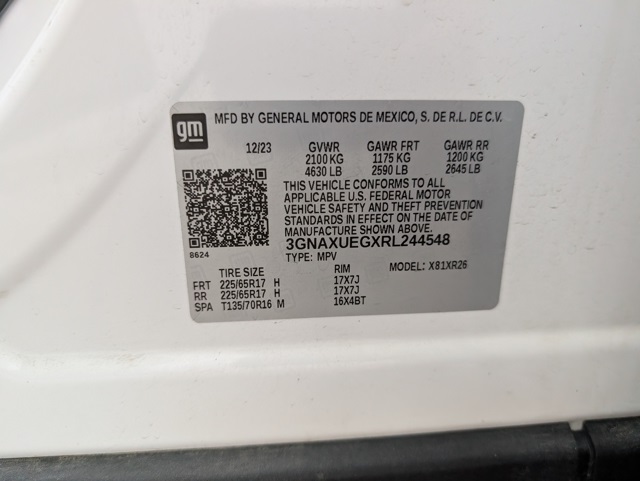 gm MFD BY GENERAL MOTORS DE MEXICO, S. DE R.L. DE C.V.
12/23 GVWR GAWR FRT GAWR RR
2100 KG 1175 KG 1200 KG
4630 LB 2590 LB 2645 LB
THIS VEHICLE CONFORMS TO ALL
APPLICABLE U.S. FEDERAL MOTOR
VEHICLE SAFETY AND THEFT PREVENTION
STANDARDS IN EFFECT ON THE DATE OF
MANUFACTURE SHOWN ABOVE.
3GNAXUEGXRL244548
8624
TYPE: MPV MODEL: X81XR26
TIRE SIZE RIM
FRT 225/65R17 H 17X7J
RR 225/65R17 H 17X7J
SPA T135/70R16 M 16X4BT